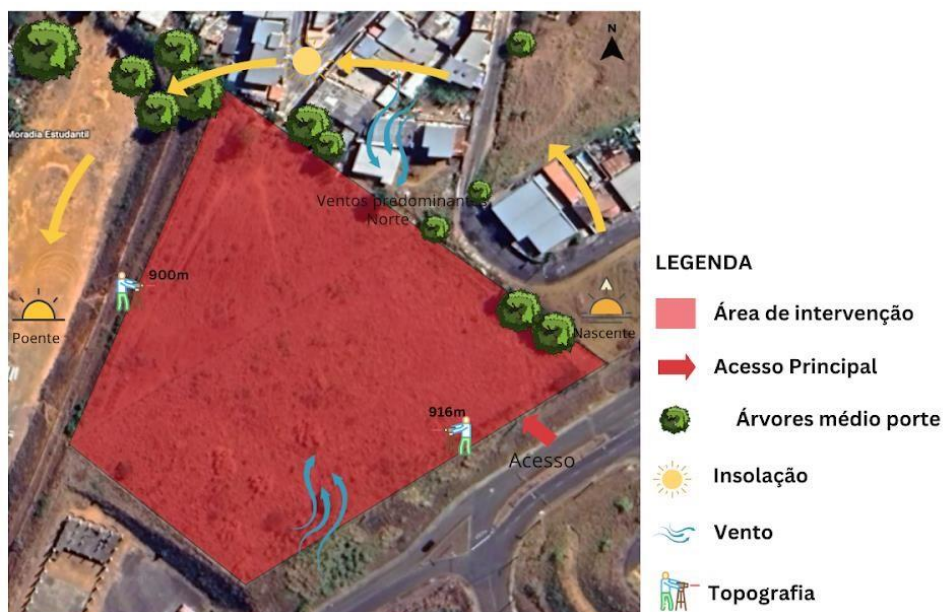 N
Moradia Estudantil
Ventos predominantes
Norte
900m
Poente
Nascente
916m
Acesso
LEGENDA
Área de intervenção
Acesso Principal
Árvores médio porte
Insolação
Vento
Topografia